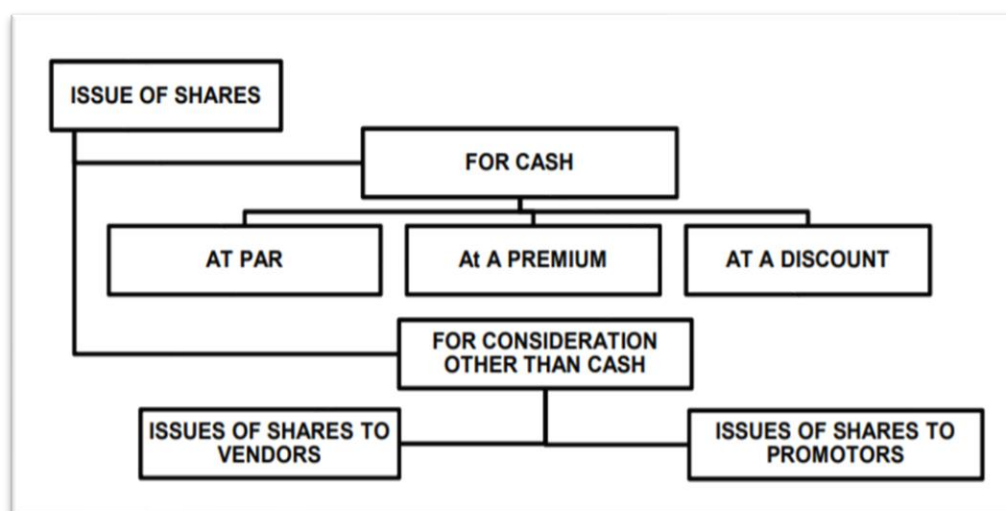 ISSUE OF SHARES
FOR CASH
AT PAR
At A PREMIUM
AT A DISCOUNT
FOR CONSIDERATION
OTHER THAN CASH
ISSUES OF SHARES TO
VENDORS
ISSUES OF SHARES TO
PROMOTORS